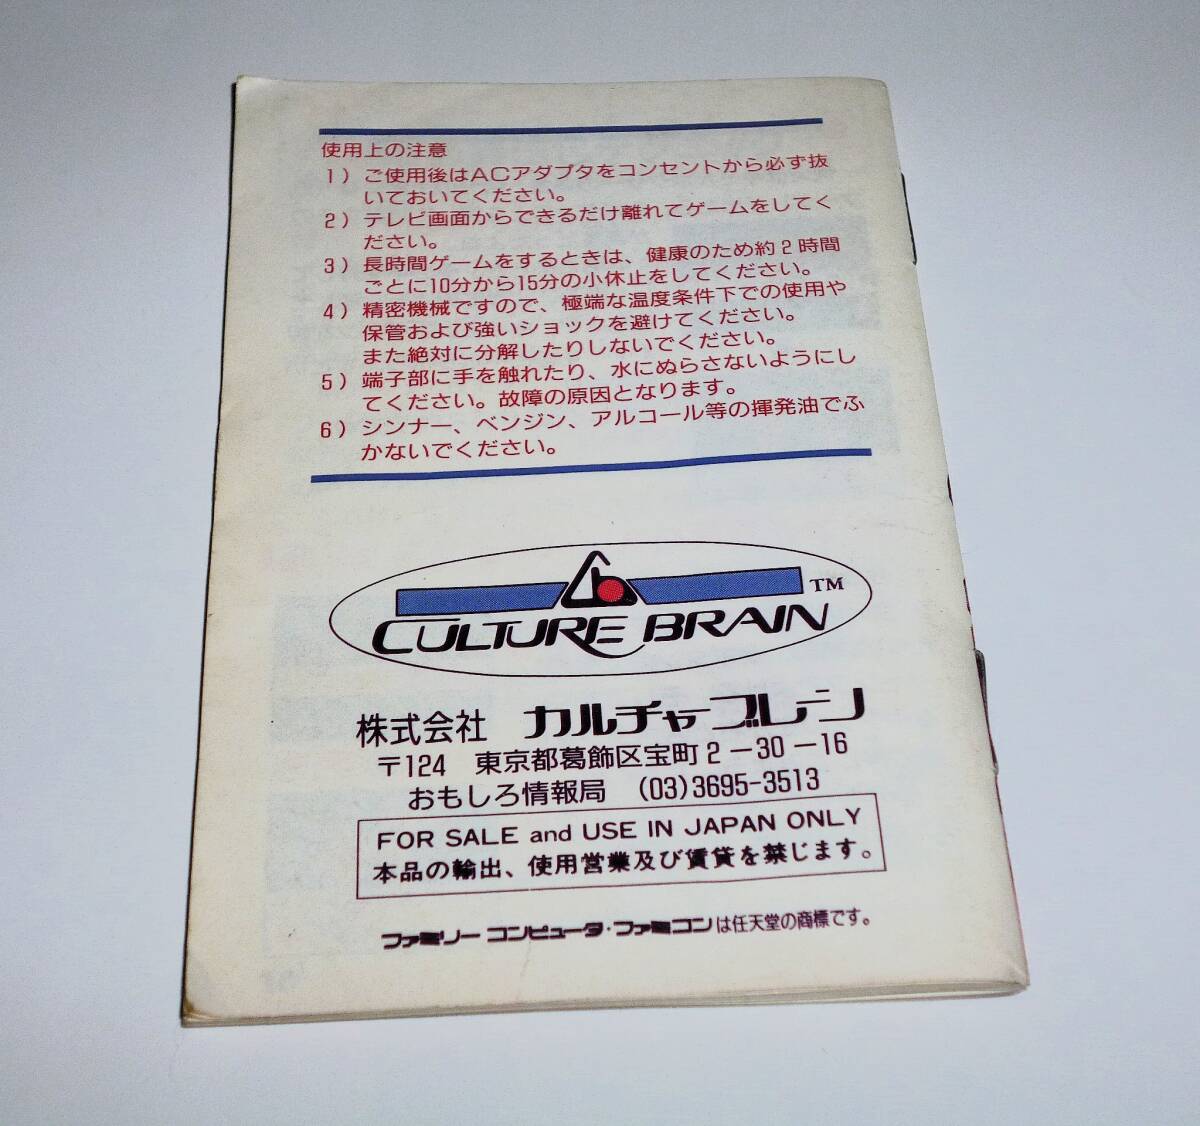 使用上の注意
1）ご使用後はACアダプタをコンセントから必ず抜
いておいてください。
2）テレビ画面からできるだけ離れてゲームをしてく
ださい。
3）長時間ゲームをするときは、健康のため約2時間
ごとに10分から15分の小休止をしてください。
4）精密機械ですので、極端な温度条件下での使用や
保管および強いショックを避けてください。
また絶対に分解したりしないでください。
5）端子部に手を触れたり、水にぬらさないようにし
てください。故障の原因となります。
6）シンナー、ベンジン、アルコール等の揮発油でふ
かないでください。
CULTURE BRAIN TM
株式会社 カルチャーブレーン
〒124 東京都葛飾区宝町2-30-16
おもしろ情報局 (03)3695-3513
FOR SALE and USE IN JAPAN ONLY
本品の輸出、使用営業及び賃貸を禁じます。
ファミリーコンピュータ・ファミコンは任天堂の商標です。